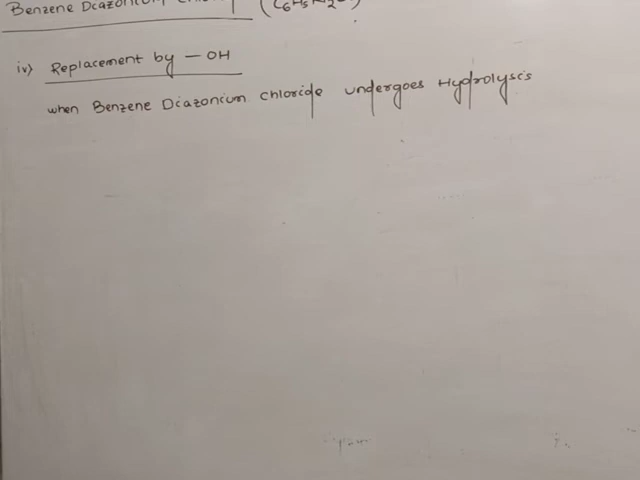 Benzene Diazonium
iv) Replacement by - OH
when Benzene Diazonium chloride undergoes Hydrolysis